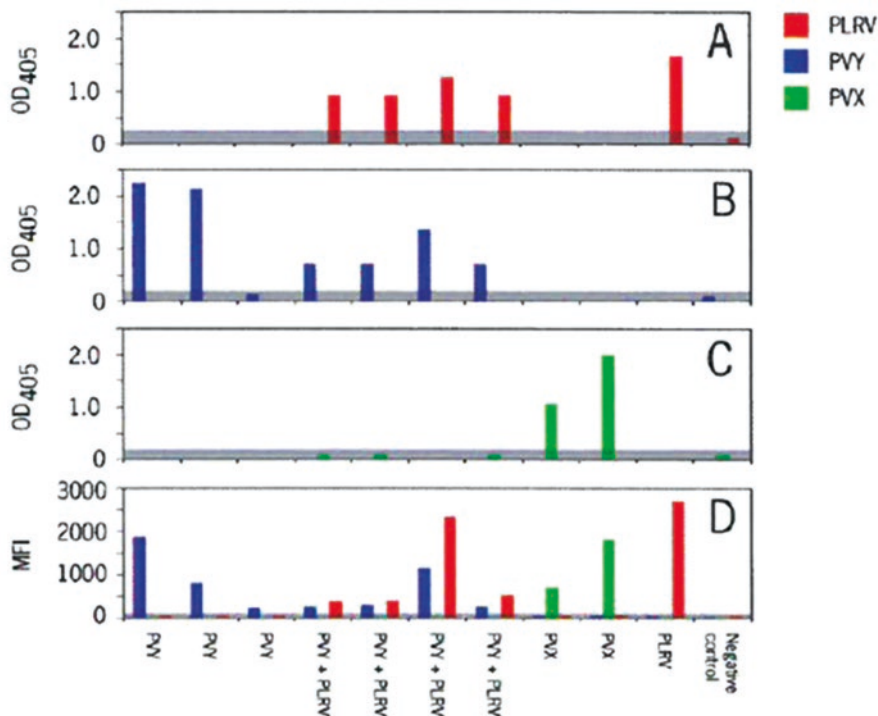 A
PLRV
PVY
PVX
OD405
2.0
1.0
0
B
OD405
2.0
1.0
0
C
OD405
2.0
1.0
0
D
MFI
3000
2000
1000
0
PVY
PVY
PVY
PVY + PLRV
PVY + PLRV
PVY + PLRV
PVY + PLRV
PVX
PVX
PLRV
Negative
control